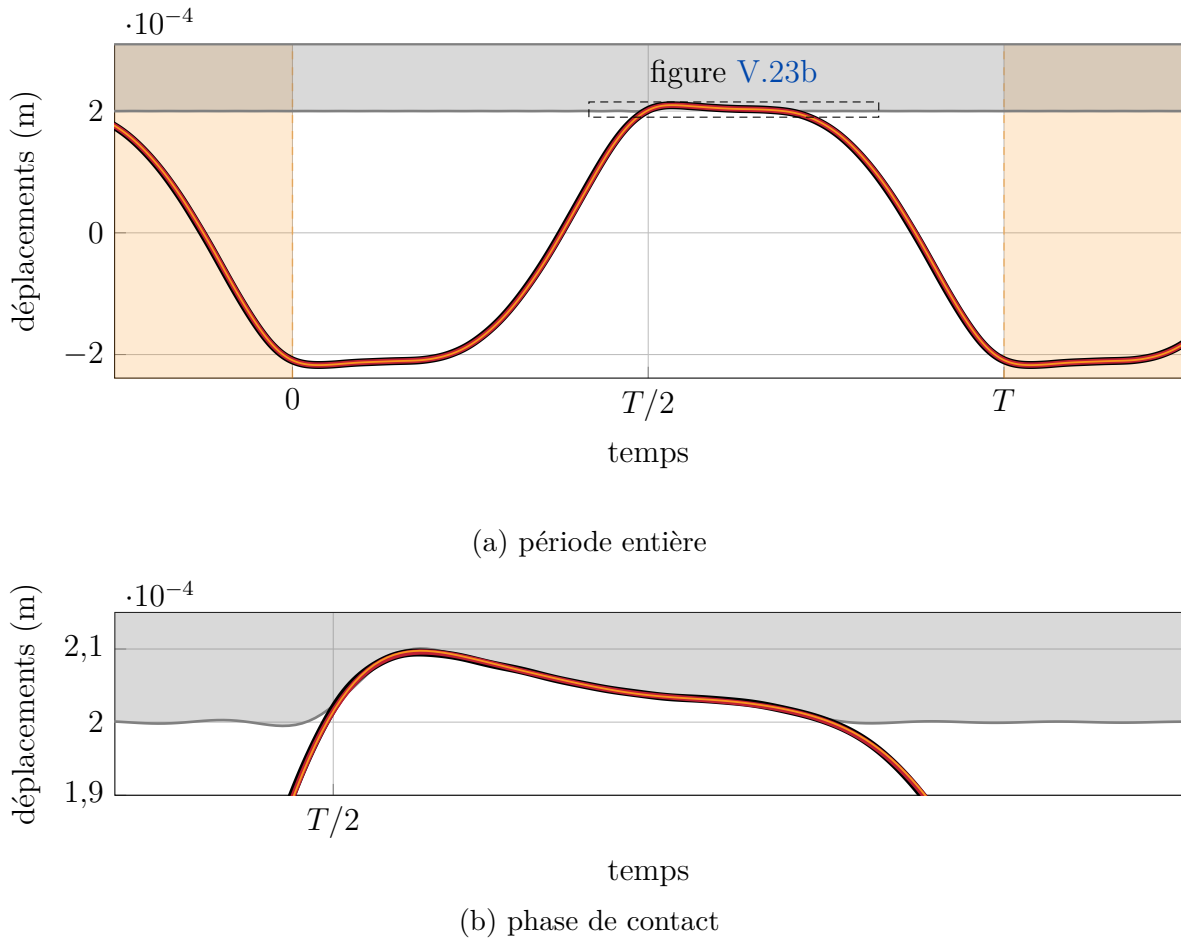 ·10⁻⁴
figure V.23b
déplacements (m)
2
0
−2
0
T/2
T
temps
(a) période entière
·10⁻⁴
déplacements (m)
2,1
2
1,9
T/2
temps
(b) phase de contact